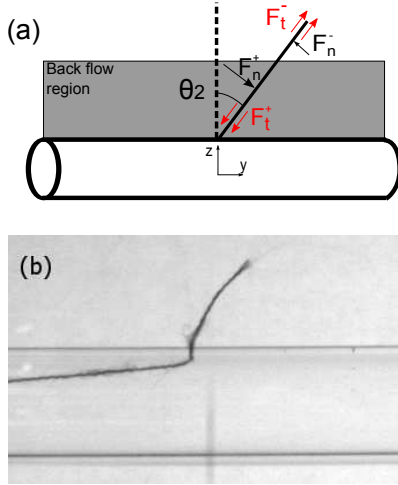 (a)
F_t^-
F_n^-
Back flow
region
F_n^+
θ2
F_t^+
z
y
(b)